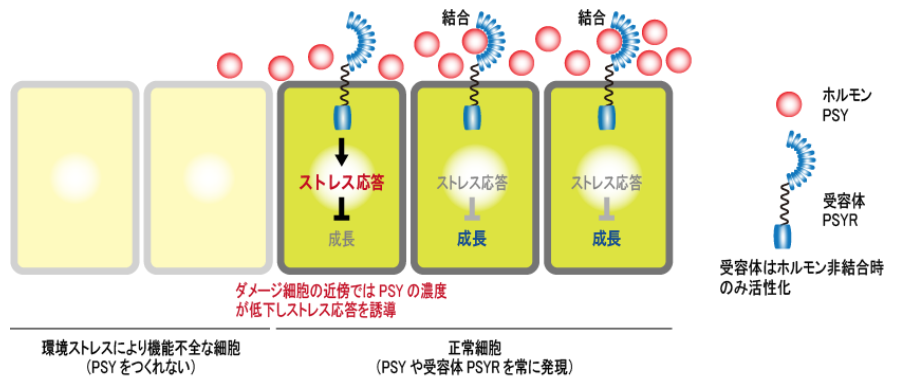 結合
結合
ストレス応答
成長
ストレス応答
成長
ストレス応答
成長
ホルモン
PSY
受容体
PSYR
受容体はホルモン非結合時
のみ活性化
ダメージ細胞の近傍では PSY の濃度
が低下しストレス応答を誘導
環境ストレスにより機能不全な細胞
(PSY をつくれない)
正常細胞
(PSY や受容体 PSYR を常に発現)